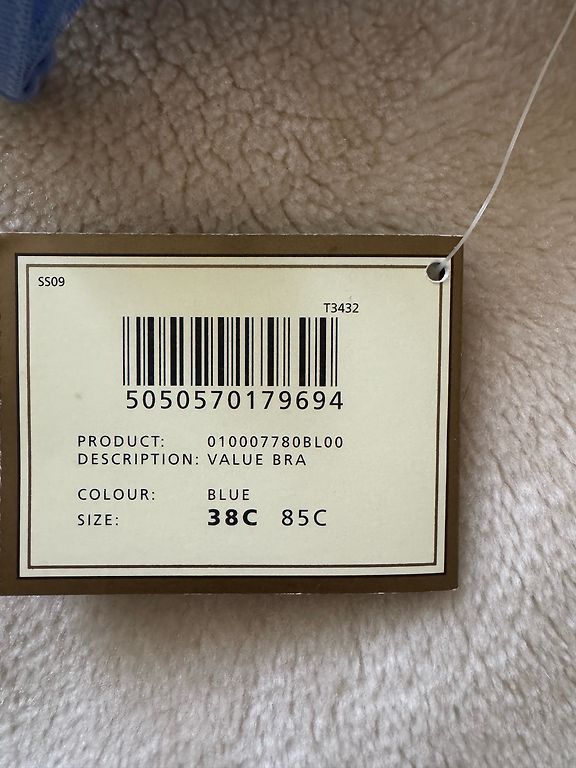 SS09
T3432
5050570179694
PRODUCT: 010007780BL00
DESCRIPTION: VALUE BRA
COLOUR: BLUE
SIZE: 38C 85C